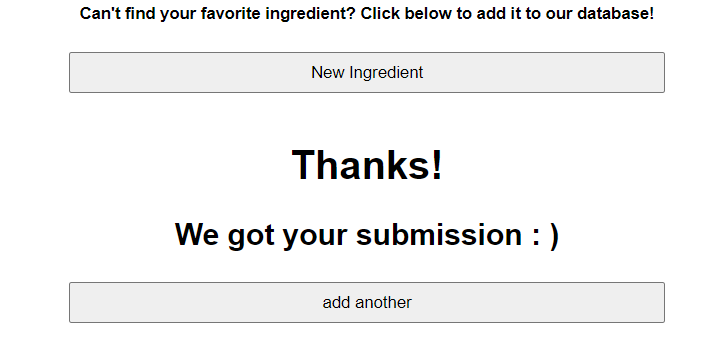 Can't find your favorite ingredient? Click below to add it to our database!
New Ingredient
Thanks!
We got your submission : )
add another